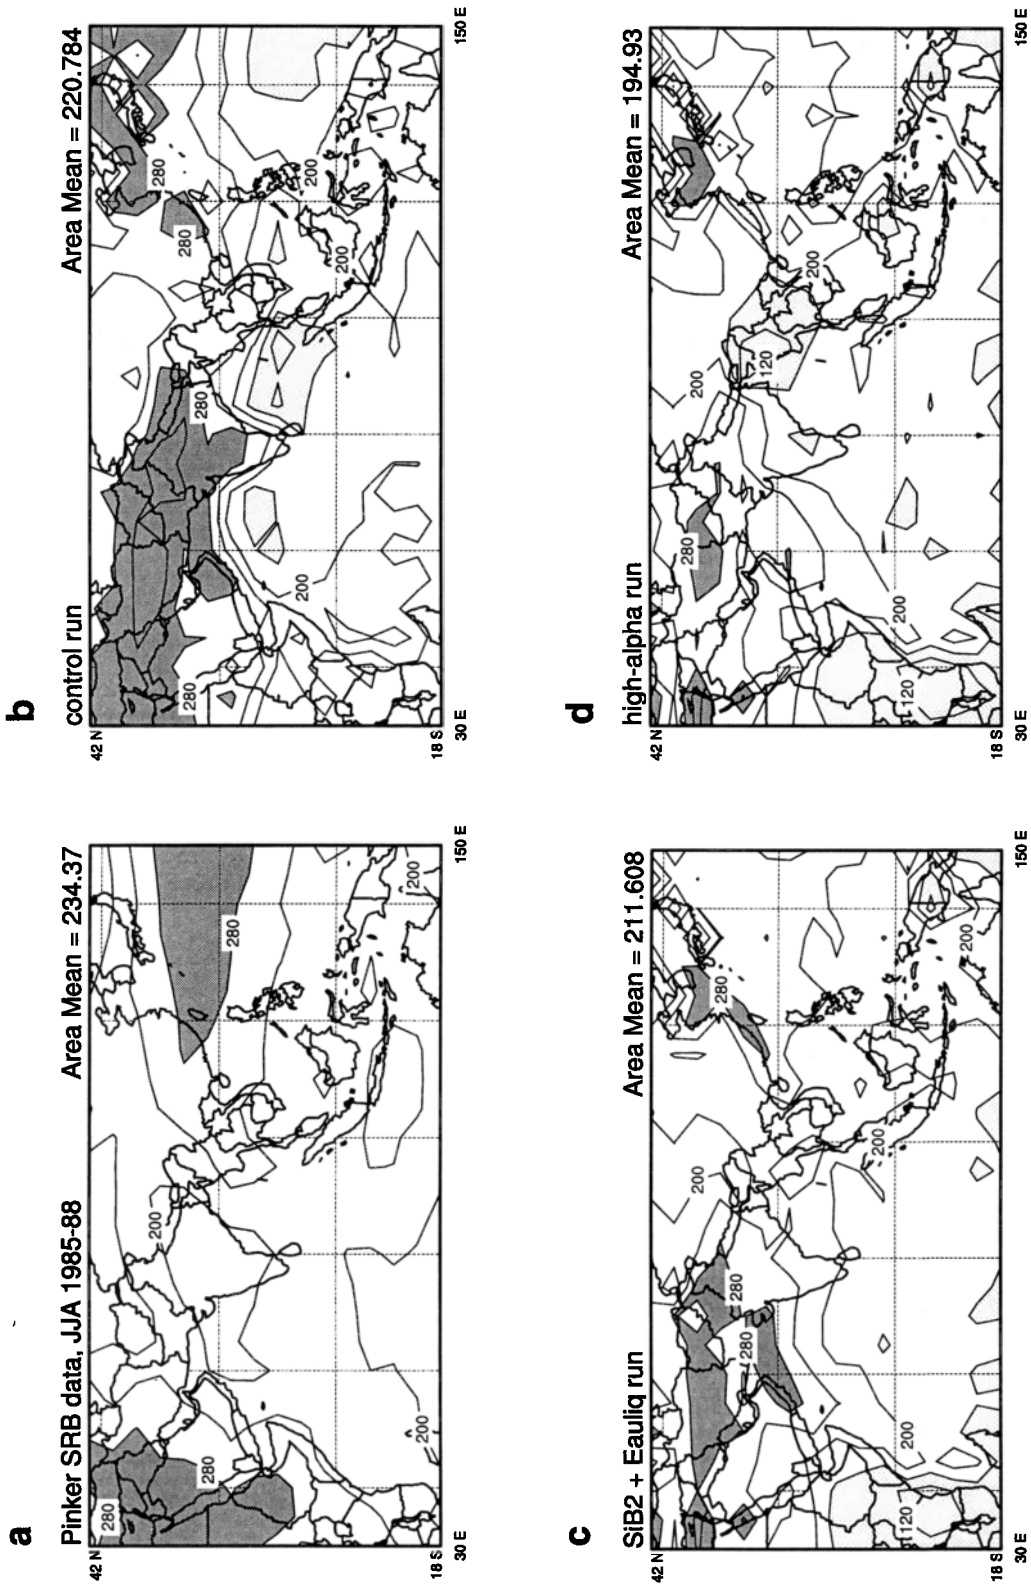 a
Pinker SRB data, JJA 1985-88
Area Mean = 234.37
42 N
18 S
30 E
150 E
280
280
280
200
200
200
b
control run
Area Mean = 220.784
42 N
18 S
30 E
150 E
280
280
280
280
200
200
200
c
SiB2 + Eauliq run
Area Mean = 211.608
42 N
18 S
30 E
150 E
280
280
280
200
200
200
200
120
d
high-alpha run
Area Mean = 194.93
42 N
18 S
30 E
150 E
280
200
200
200
120
120